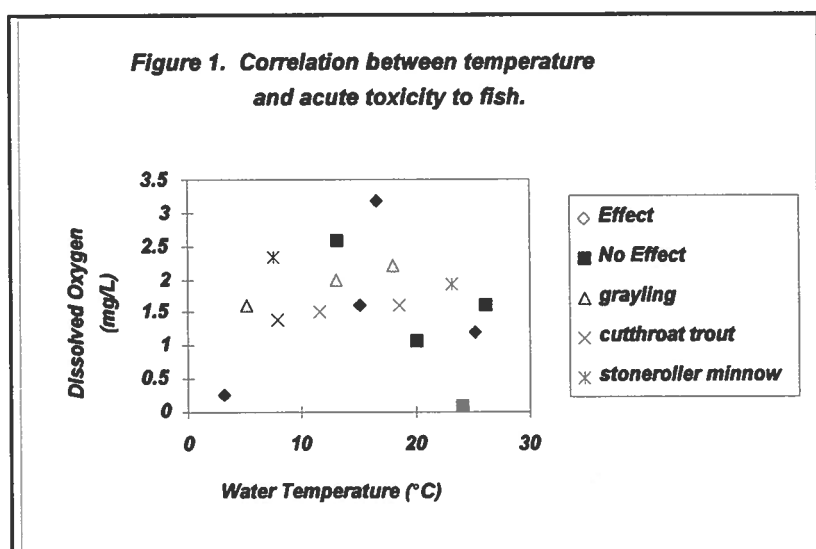 Figure 1. Correlation between temperature
and acute toxicity to fish.
Dissolved Oxygen
(mg/L)
3.5
3
2.5
2
1.5
1
0.5
0
0 10 20 30
Water Temperature (°C)
Effect
No Effect
grayling
cutthroat trout
stoneroller minnow